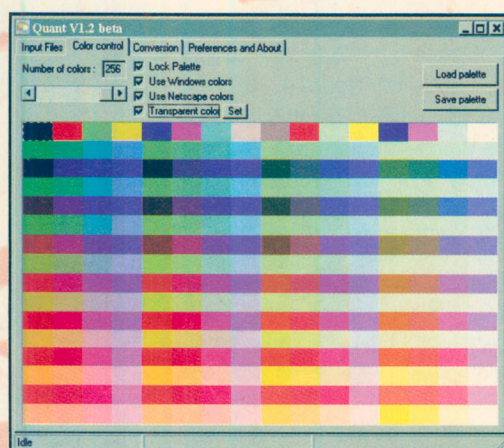 Quant V1.2 beta
Input Files Color control Conversion Preferences and About
Number of colors : 256
Lock Palette
Use Windows colors
Use Netscape colors
Transparent color Set
Load palette
Save palette
Idle